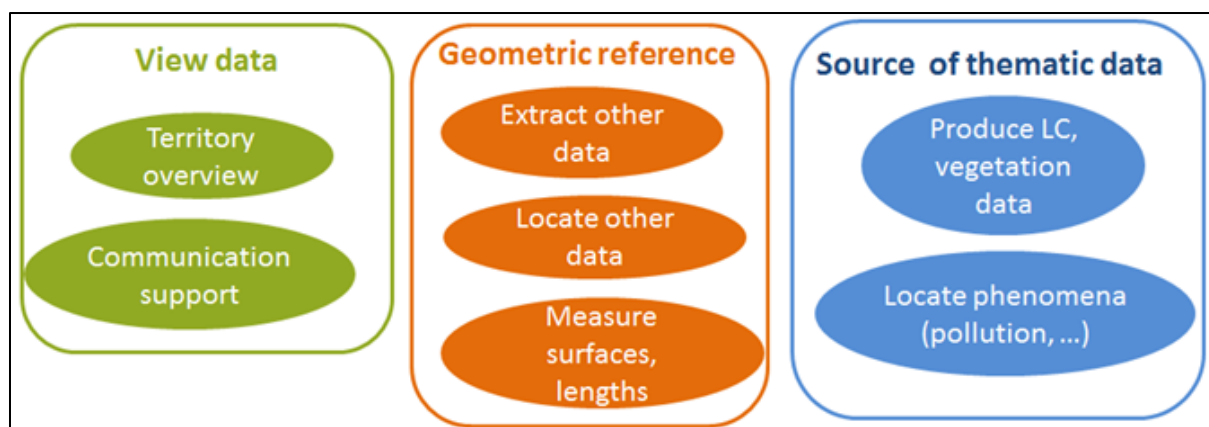 View data
Territory
overview
Communication
support
Geometric reference
Extract other
data
Locate other
data
Measure
surfaces,
lengths
Source of thematic data
Produce LC,
vegetation
data
Locate phenomena
(pollution, ...)